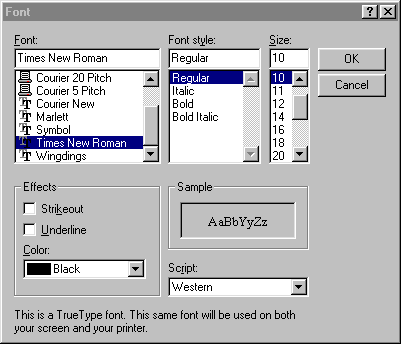 Font
Font: Font style: Size:
Times New Roman Regular 10 OK
Courier 20 Pitch Regular 10 Cancel
Courier 5 Pitch Italic 11
Courier New Bold 12
Marlett Bold Italic 14
Symbol 16
Times New Roman 18
Wingdings 20
Effects Sample
Strikeout
Underline AaBbYyZz
Color:
Black
Script:
Western
This is a TrueType font. This same font will be used on both
your screen and your printer.